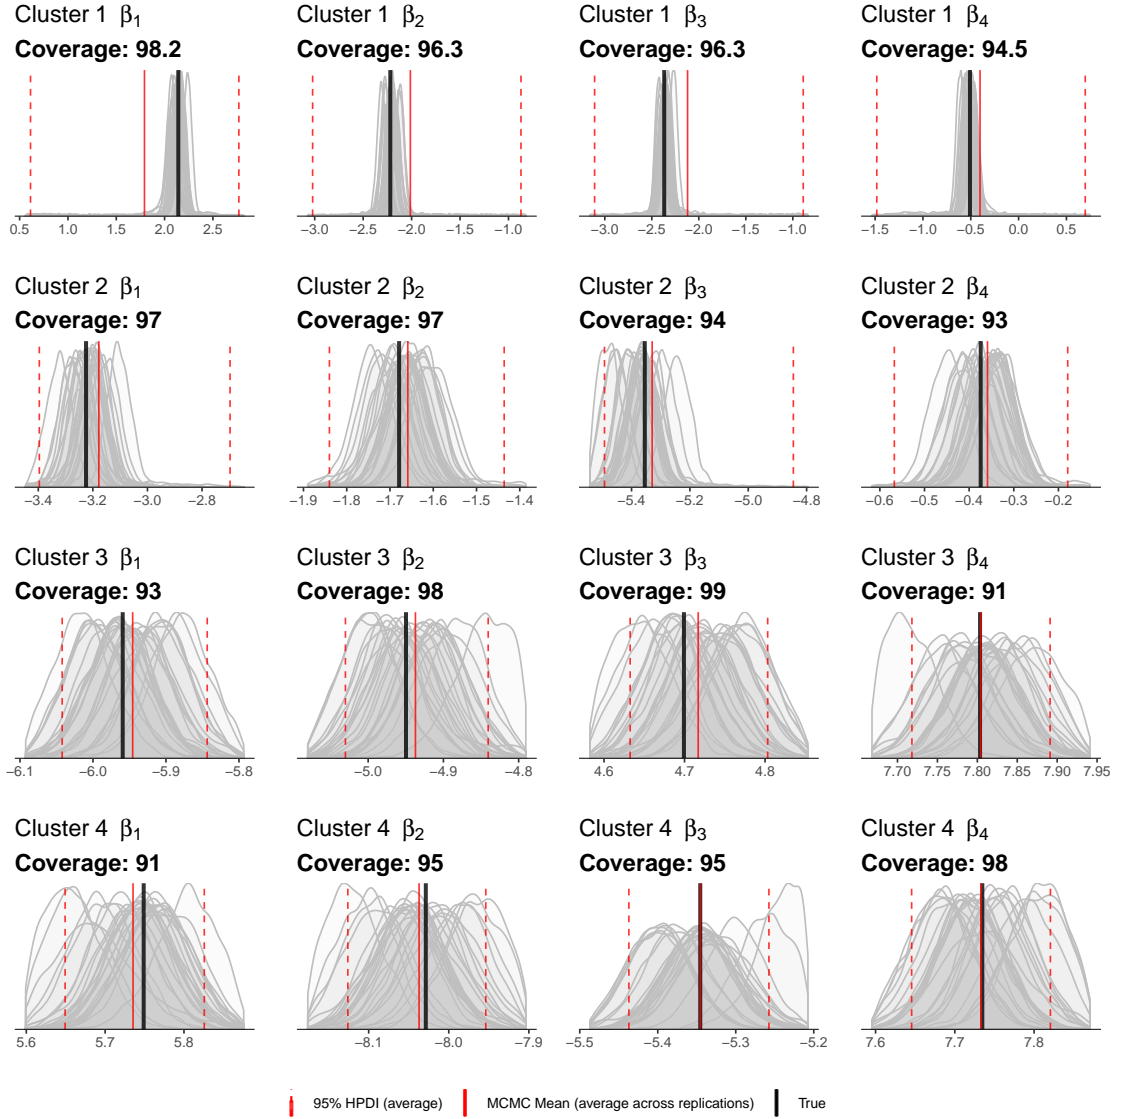 Cluster 1 β1 Cluster 1 β2 Cluster 1 β3 Cluster 1 β4
Coverage: 98.2 Coverage: 96.3 Coverage: 96.3 Coverage: 94.5
0.5 1.0 1.5 2.0 2.5 −3.0 −2.5 −2.0 −1.5 −1.0 −3.0 −2.5 −2.0 −1.5 −1.0 −1.5 −1.0 −0.5 0.0 0.5
Cluster 2 β1 Cluster 2 β2 Cluster 2 β3 Cluster 2 β4
Coverage: 97 Coverage: 97 Coverage: 94 Coverage: 93
−3.4 −3.2 −3.0 −2.8 −1.9 −1.8 −1.7 −1.6 −1.5 −1.4 −5.4 −5.2 −5.0 −4.8 −0.6 −0.5 −0.4 −0.3 −0.2
Cluster 3 β1 Cluster 3 β2 Cluster 3 β3 Cluster 3 β4
Coverage: 93 Coverage: 98 Coverage: 99 Coverage: 91
−6.1 −6.0 −5.9 −5.8 −5.0 −4.9 −4.8 4.6 4.7 4.8 7.70 7.75 7.80 7.85 7.90 7.95
Cluster 4 β1 Cluster 4 β2 Cluster 4 β3 Cluster 4 β4
Coverage: 91 Coverage: 95 Coverage: 95 Coverage: 98
5.6 5.7 5.8 −8.1 −8.0 −7.9 −5.5 −5.4 −5.3 −5.2 7.6 7.7 7.8
95% HPDI (average) MCMC Mean (average across replications) True